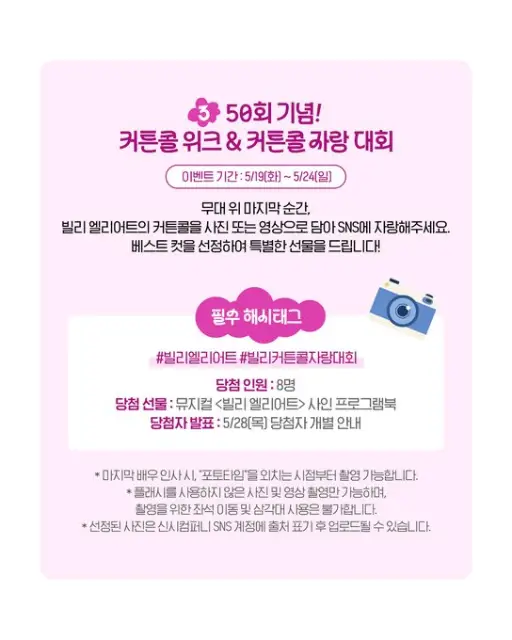 3 50회 기념!
커튼콜 위크 & 커튼콜 자랑 대회
이벤트 기간 : 5/19(화) ~ 5/24(일)
무대 위 마지막 순간,
빌리 엘리어트의 커튼콜을 사진 또는 영상으로 담아 SNS에 자랑해주세요.
베스트 컷을 선정하여 특별한 선물을 드립니다!
필수 해시태그
#빌리엘리어트 #빌리커튼콜자랑대회
당첨 인원 : 8명
당첨 선물 : 뮤지컬 <빌리 엘리어트> 사인 프로그램북
당첨자 발표 : 5/28(목) 당첨자 개별 안내
* 마지막 배우 인사 시, "포토타임"을 외치는 시점부터 촬영 가능합니다.
* 플래시를 사용하지 않은 사진 및 영상 촬영만 가능하며,
촬영을 위한 좌석 이동 및 삼각대 사용은 불가합니다.
* 선정된 사진은 신시컴퍼니 SNS 계정에 출처 표기 후 업로드될 수 있습니다.